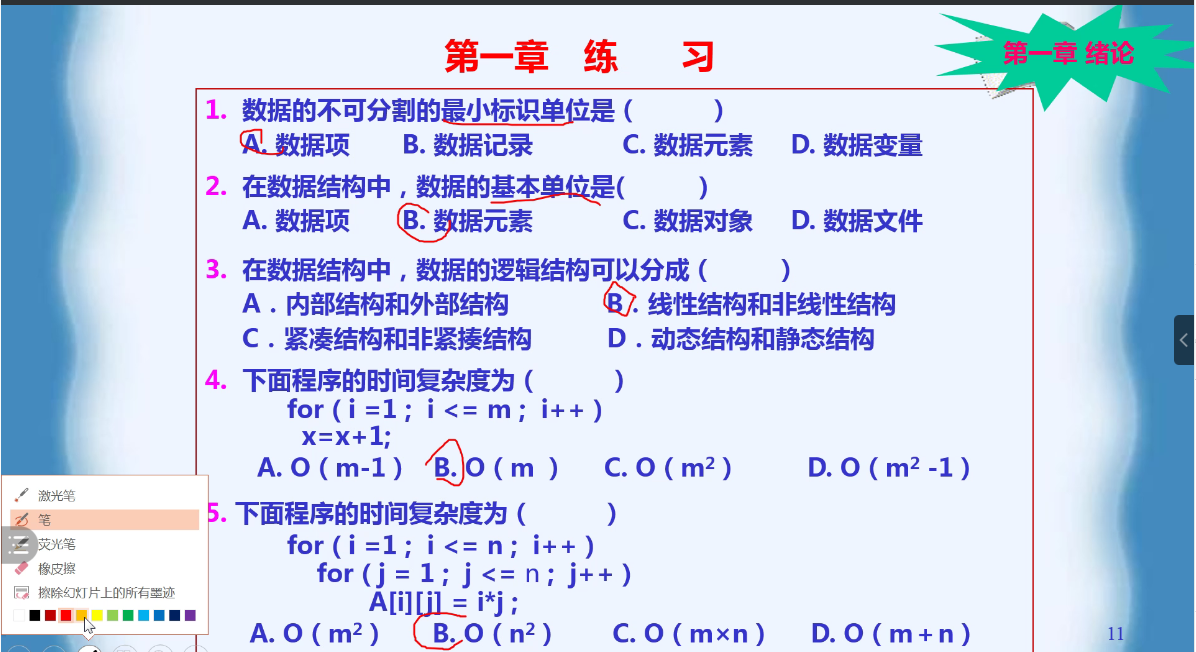 第一章 练 习
第一章 绪论
1. 数据的不可分割的最小标识单位是（ ）
A. 数据项 B. 数据记录 C. 数据元素 D. 数据变量
2. 在数据结构中，数据的基本单位是( )
A. 数据项 B. 数据元素 C. 数据对象 D. 数据文件
3. 在数据结构中，数据的逻辑结构可以分成（ ）
A．内部结构和外部结构 B．线性结构和非线性结构
C．紧凑结构和非紧揍结构 D．动态结构和静态结构
4. 下面程序的时间复杂度为（ ）
for（i =1； i <= m； i++）
x=x+1;
A. O（m-1） B. O（m ） C. O（m²） D. O（m² -1）
5. 下面程序的时间复杂度为（ ）
for（i =1； i <= n； i++）
for（j = 1； j <= n； j++）
A[i][j] = i*j；
A. O（m²） B. O（n²） C. O（m×n） D. O（m＋n）
激光笔
笔
荧光笔
橡皮擦
擦除幻灯片上的所有墨迹
11